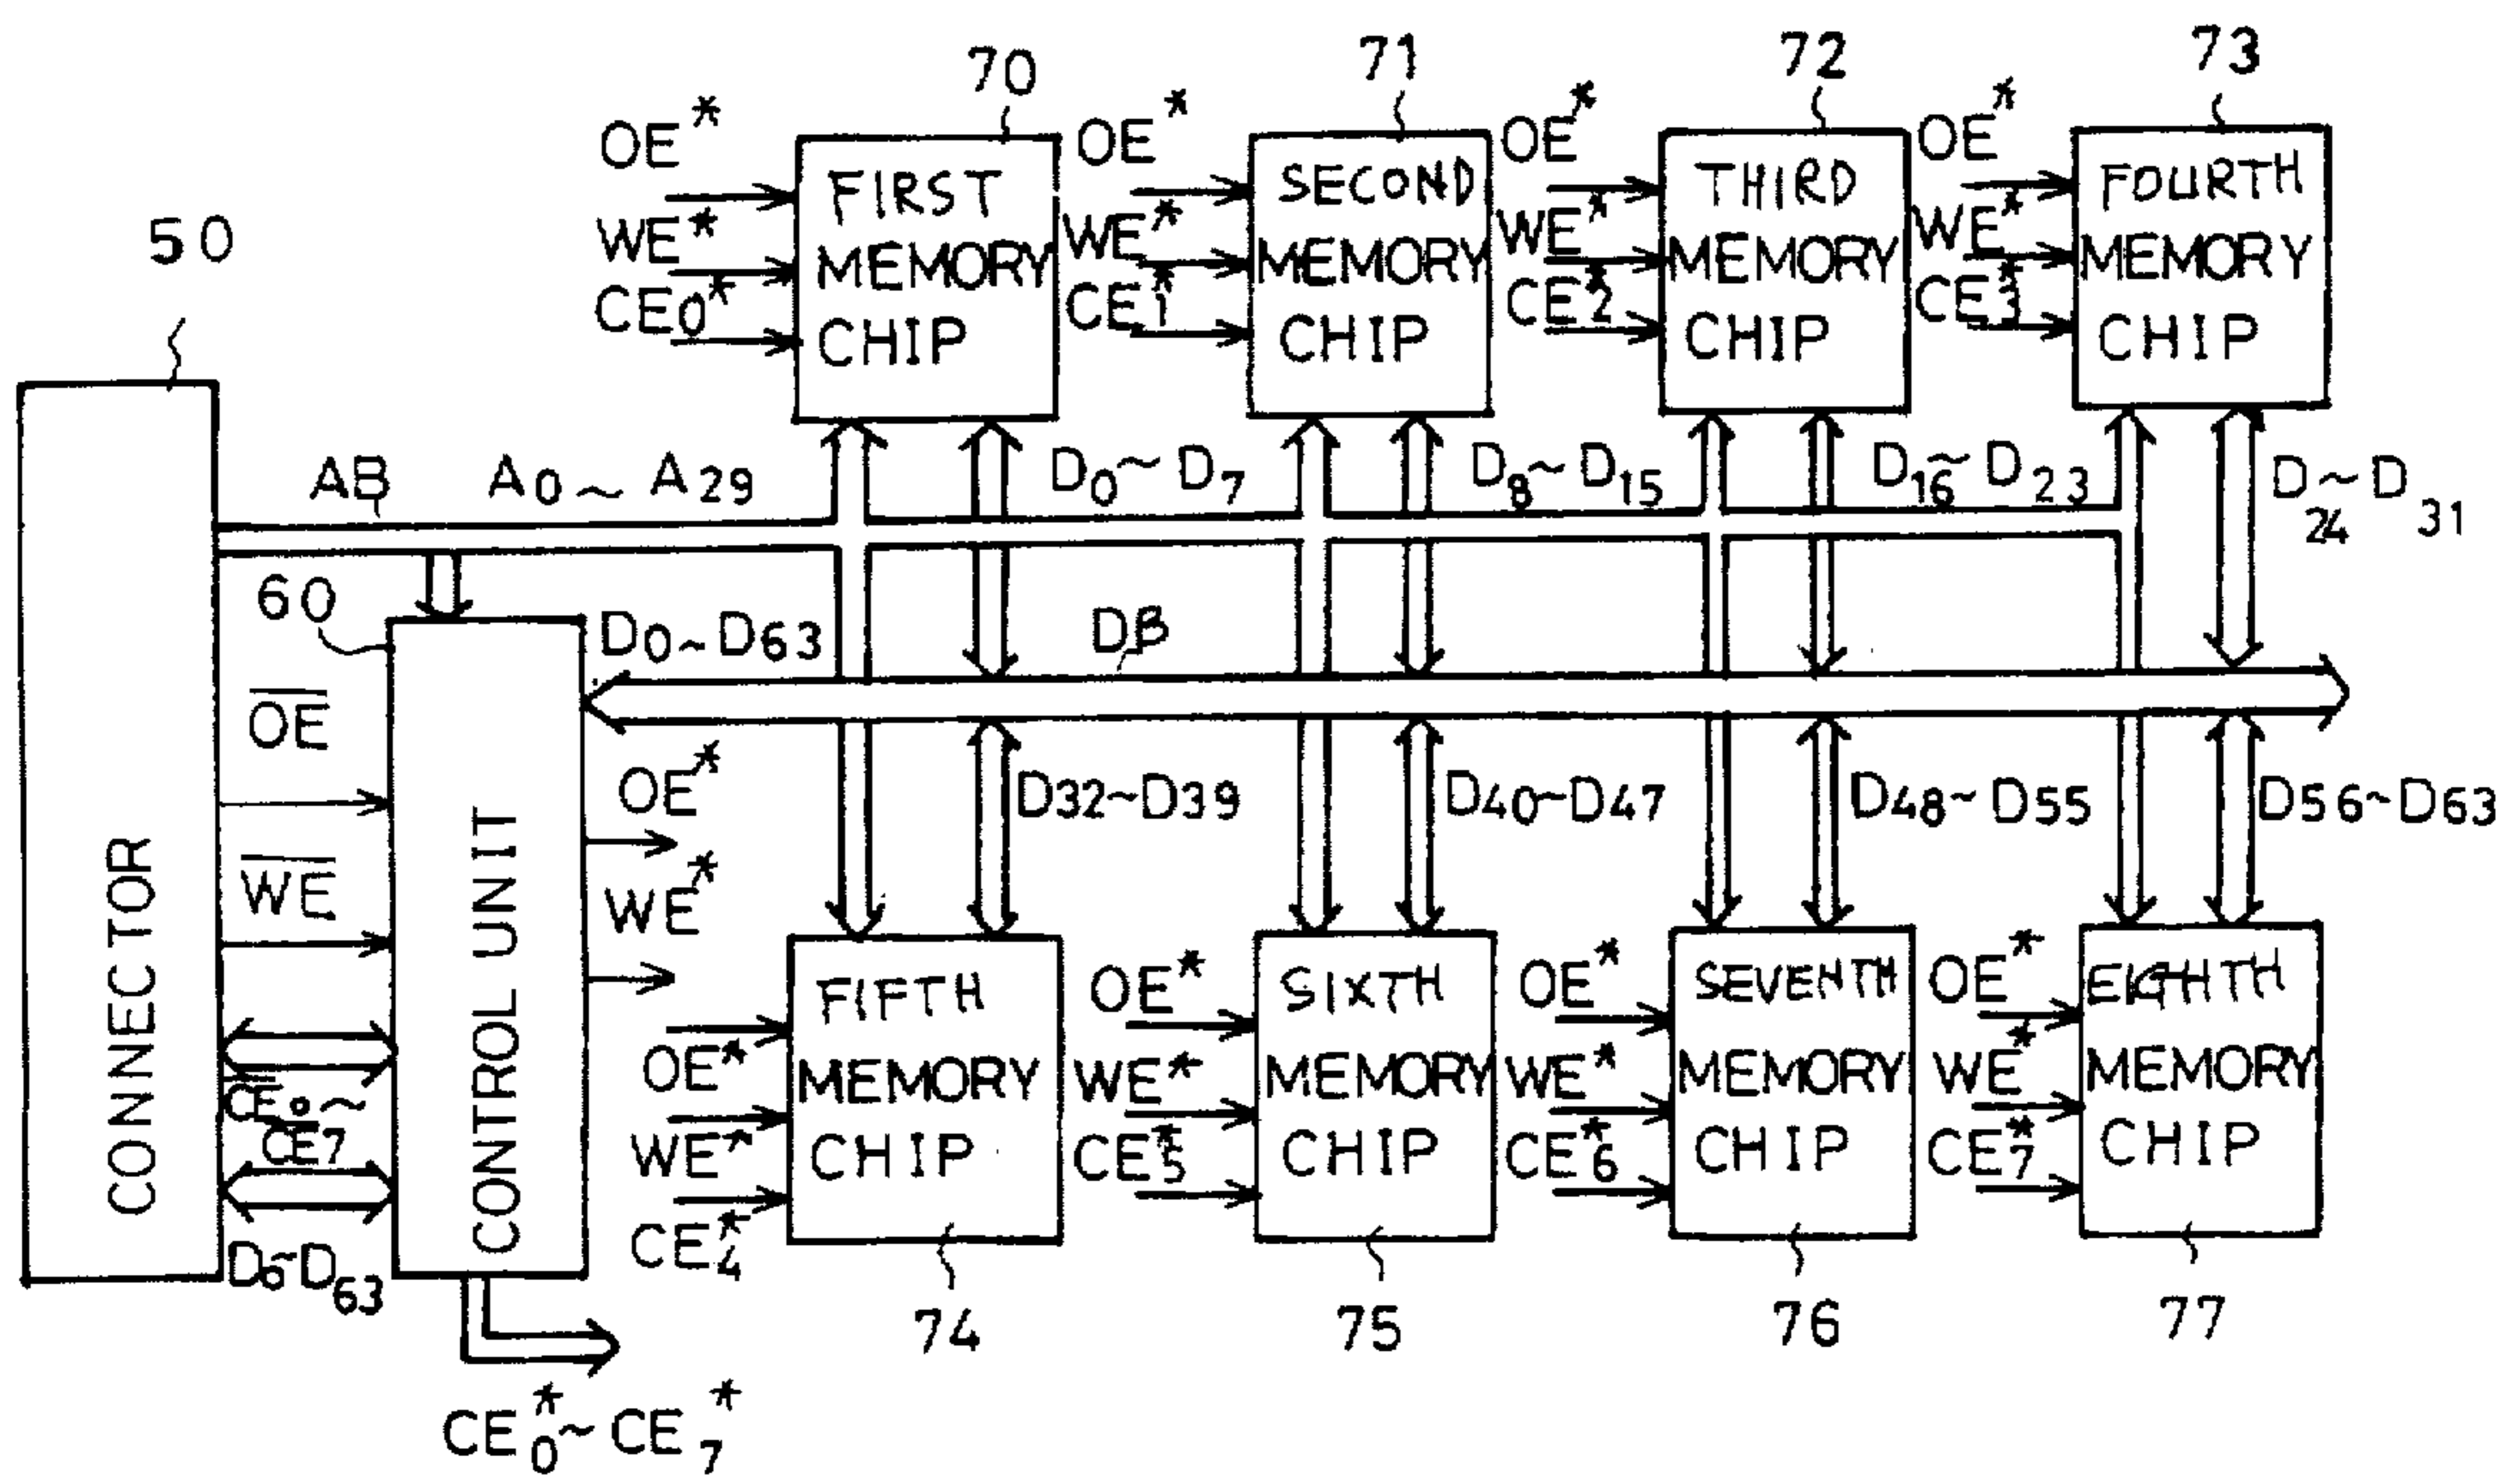 50
70
OE*
WE*
CE0*
FIRST
MEMORY
CHIP
71
OE*
WE*
CE1*
SECOND
MEMORY
CHIP
72
OE*
WE*
CE2*
THIRD
MEMORY
CHIP
73
OE*
WE*
CE3*
FOURTH
MEMORY
CHIP
AB
A0~A29
D0~D7
D8~D15
D16~D23
D24~D31
60
D0~D63
DB
CONNECTOR
O̅E̅
W̅E̅
C̅E̅0~
C̅E̅7
D0~D63
CONTROL UNIT
OE*
WE*
CE0*~CE7*
D32~D39
D40~D47
D48~D55
D56~D63
OE*
WE*
CE4*
FIFTH
MEMORY
CHIP
74
OE*
WE*
CE5*
SIXTH
MEMORY
CHIP
75
OE*
WE*
CE6*
SEVENTH
MEMORY
CHIP
76
OE*
WE*
CE7*
EIGHTH
MEMORY
CHIP
77